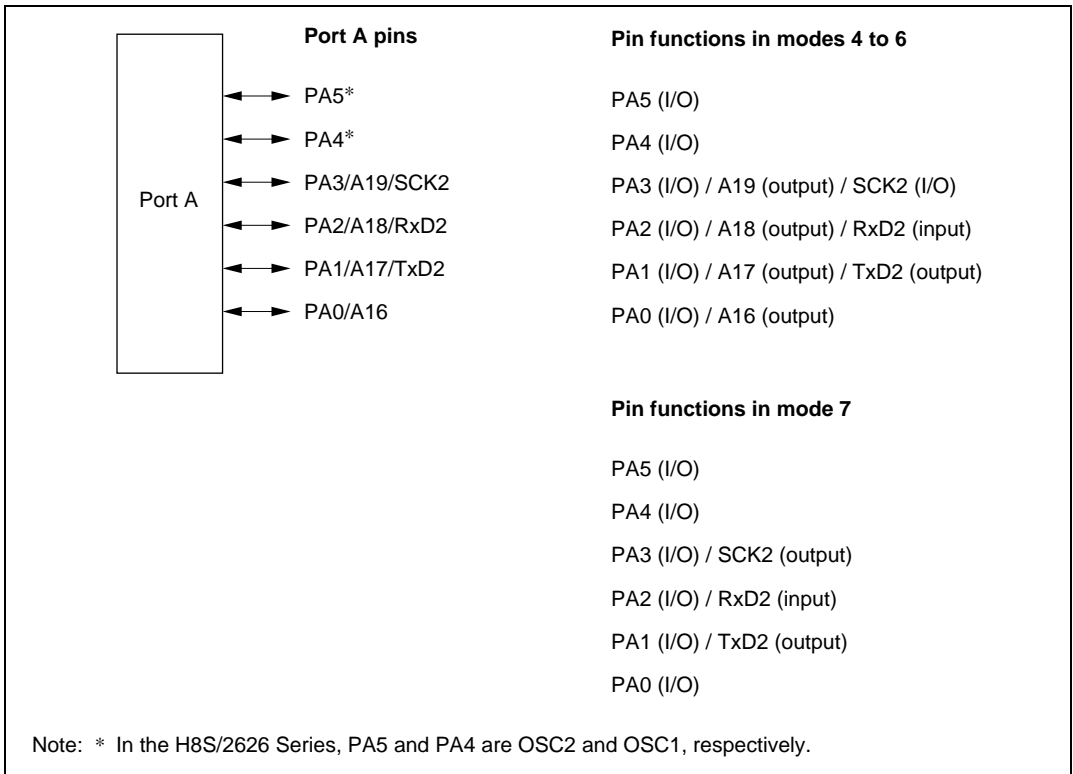 Port A pins
Pin functions in modes 4 to 6
Port A
PA5*
PA5 (I/O)
PA4*
PA4 (I/O)
PA3/A19/SCK2
PA3 (I/O) / A19 (output) / SCK2 (I/O)
PA2/A18/RxD2
PA2 (I/O) / A18 (output) / RxD2 (input)
PA1/A17/TxD2
PA1 (I/O) / A17 (output) / TxD2 (output)
PA0/A16
PA0 (I/O) / A16 (output)
Pin functions in mode 7
PA5 (I/O)
PA4 (I/O)
PA3 (I/O) / SCK2 (output)
PA2 (I/O) / RxD2 (input)
PA1 (I/O) / TxD2 (output)
PA0 (I/O)
Note: * In the H8S/2626 Series, PA5 and PA4 are OSC2 and OSC1, respectively.